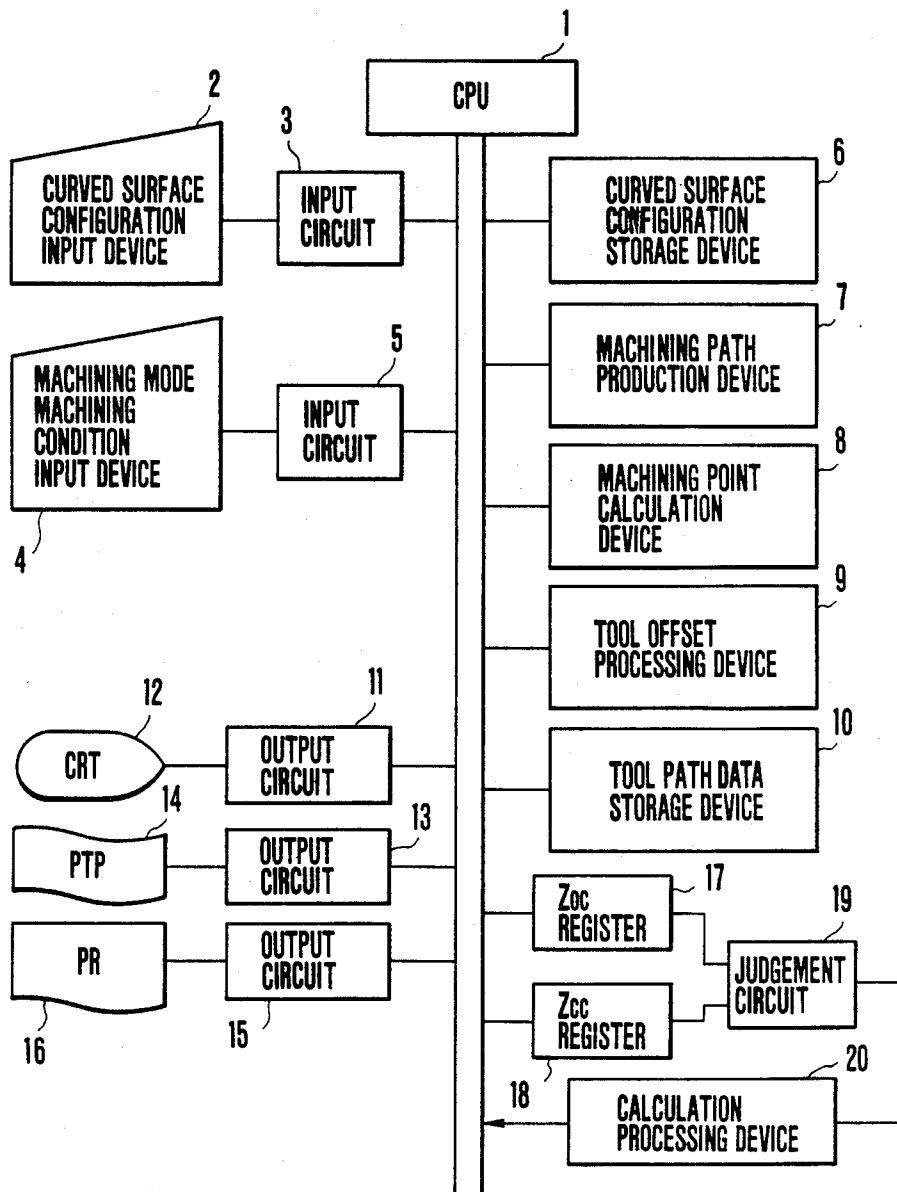 1
CPU
2
CURVED SURFACE
CONFIGURATION
INPUT DEVICE
3
INPUT
CIRCUIT
6
CURVED SURFACE
CONFIGURATION
STORAGE DEVICE
4
MACHINING MODE
MACHINING
CONDITION
INPUT DEVICE
5
INPUT
CIRCUIT
7
MACHINING PATH
PRODUCTION DEVICE
8
MACHINING POINT
CALCULATION
DEVICE
9
TOOL OFFSET
PROCESSING DEVICE
10
TOOL PATH DATA
STORAGE DEVICE
12
CRT
11
OUTPUT
CIRCUIT
14
PTP
13
OUTPUT
CIRCUIT
16
PR
15
OUTPUT
CIRCUIT
17
ZOC
REGISTER
18
ZCC
REGISTER
19
JUDGEMENT
CIRCUIT
20
CALCULATION
PROCESSING DEVICE